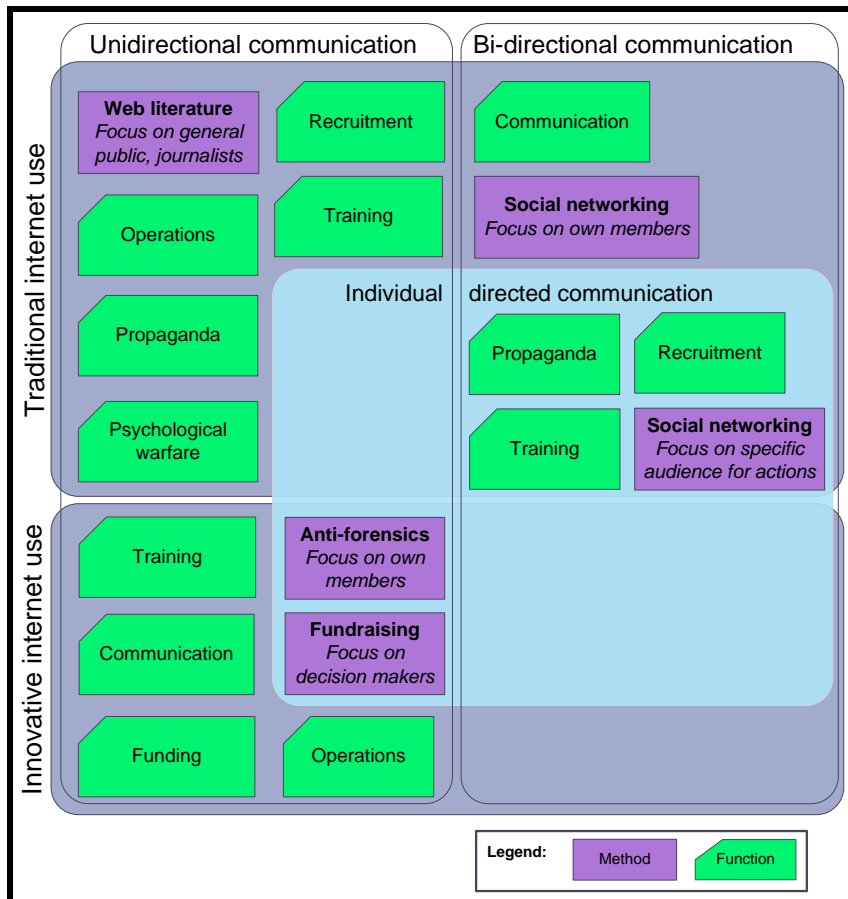 Unidirectional communication
Bi-directional communication
Traditional internet use
Web literature
Focus on general
public, journalists
Recruitment
Communication
Operations
Training
Social networking
Focus on own members
Individual directed communication
Propaganda
Propaganda
Recruitment
Psychological
warfare
Training
Social networking
Focus on specific
audience for actions
Innovative internet use
Training
Anti-forensics
Focus on own
members
Communication
Fundraising
Focus on
decision makers
Funding
Operations
Legend:
Method
Function